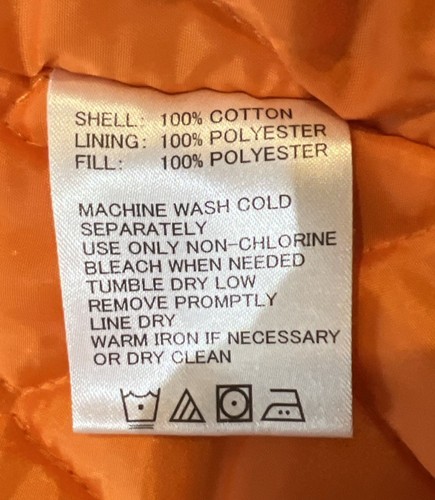 SHELL: 100% COTTON
LINING: 100% POLYESTER
FILL: 100% POLYESTER
MACHINE WASH COLD
SEPARATELY
USE ONLY NON-CHLORINE
BLEACH WHEN NEEDED
TUMBLE DRY LOW
REMOVE PROMPTLY
LINE DRY
WARM IRON IF NECESSARY
OR DRY CLEAN